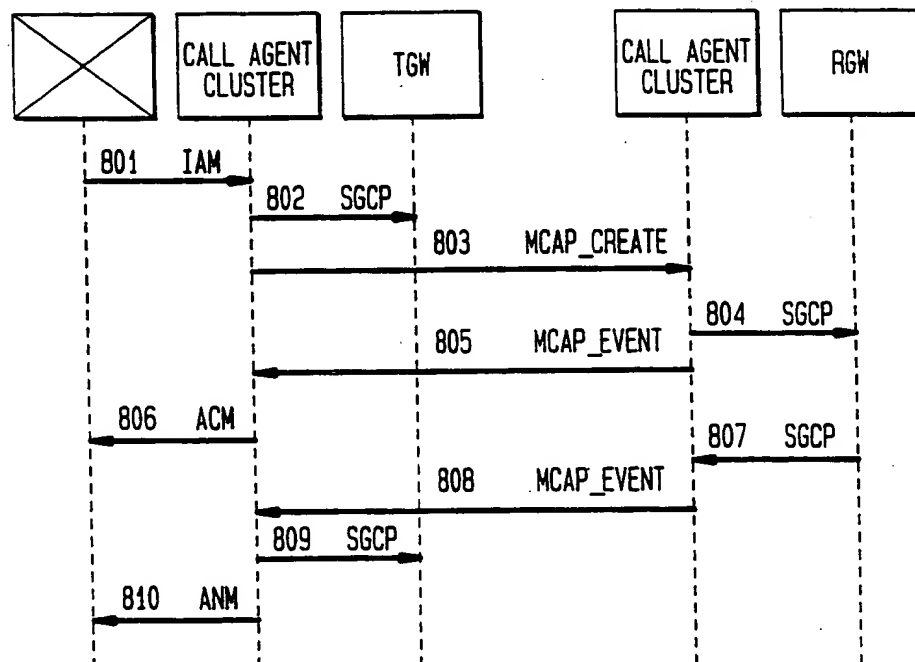 CALL AGENT
CLUSTER
TGW
CALL AGENT
CLUSTER
RGW
801 IAM
802 SGCP
803 MCAP_CREATE
804 SGCP
805 MCAP_EVENT
806 ACM
807 SGCP
808 MCAP_EVENT
809 SGCP
810 ANM